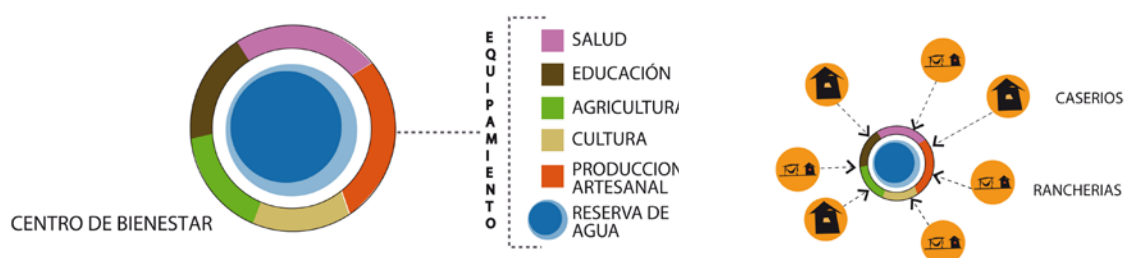 CENTRO DE BIENESTAR
EQUIPAMIENTO
SALUD
EDUCACIÓN
AGRICULTURA
CULTURA
PRODUCCION
ARTESANAL
RESERVA DE
AGUA
CASERIOS
RANCHERIAS